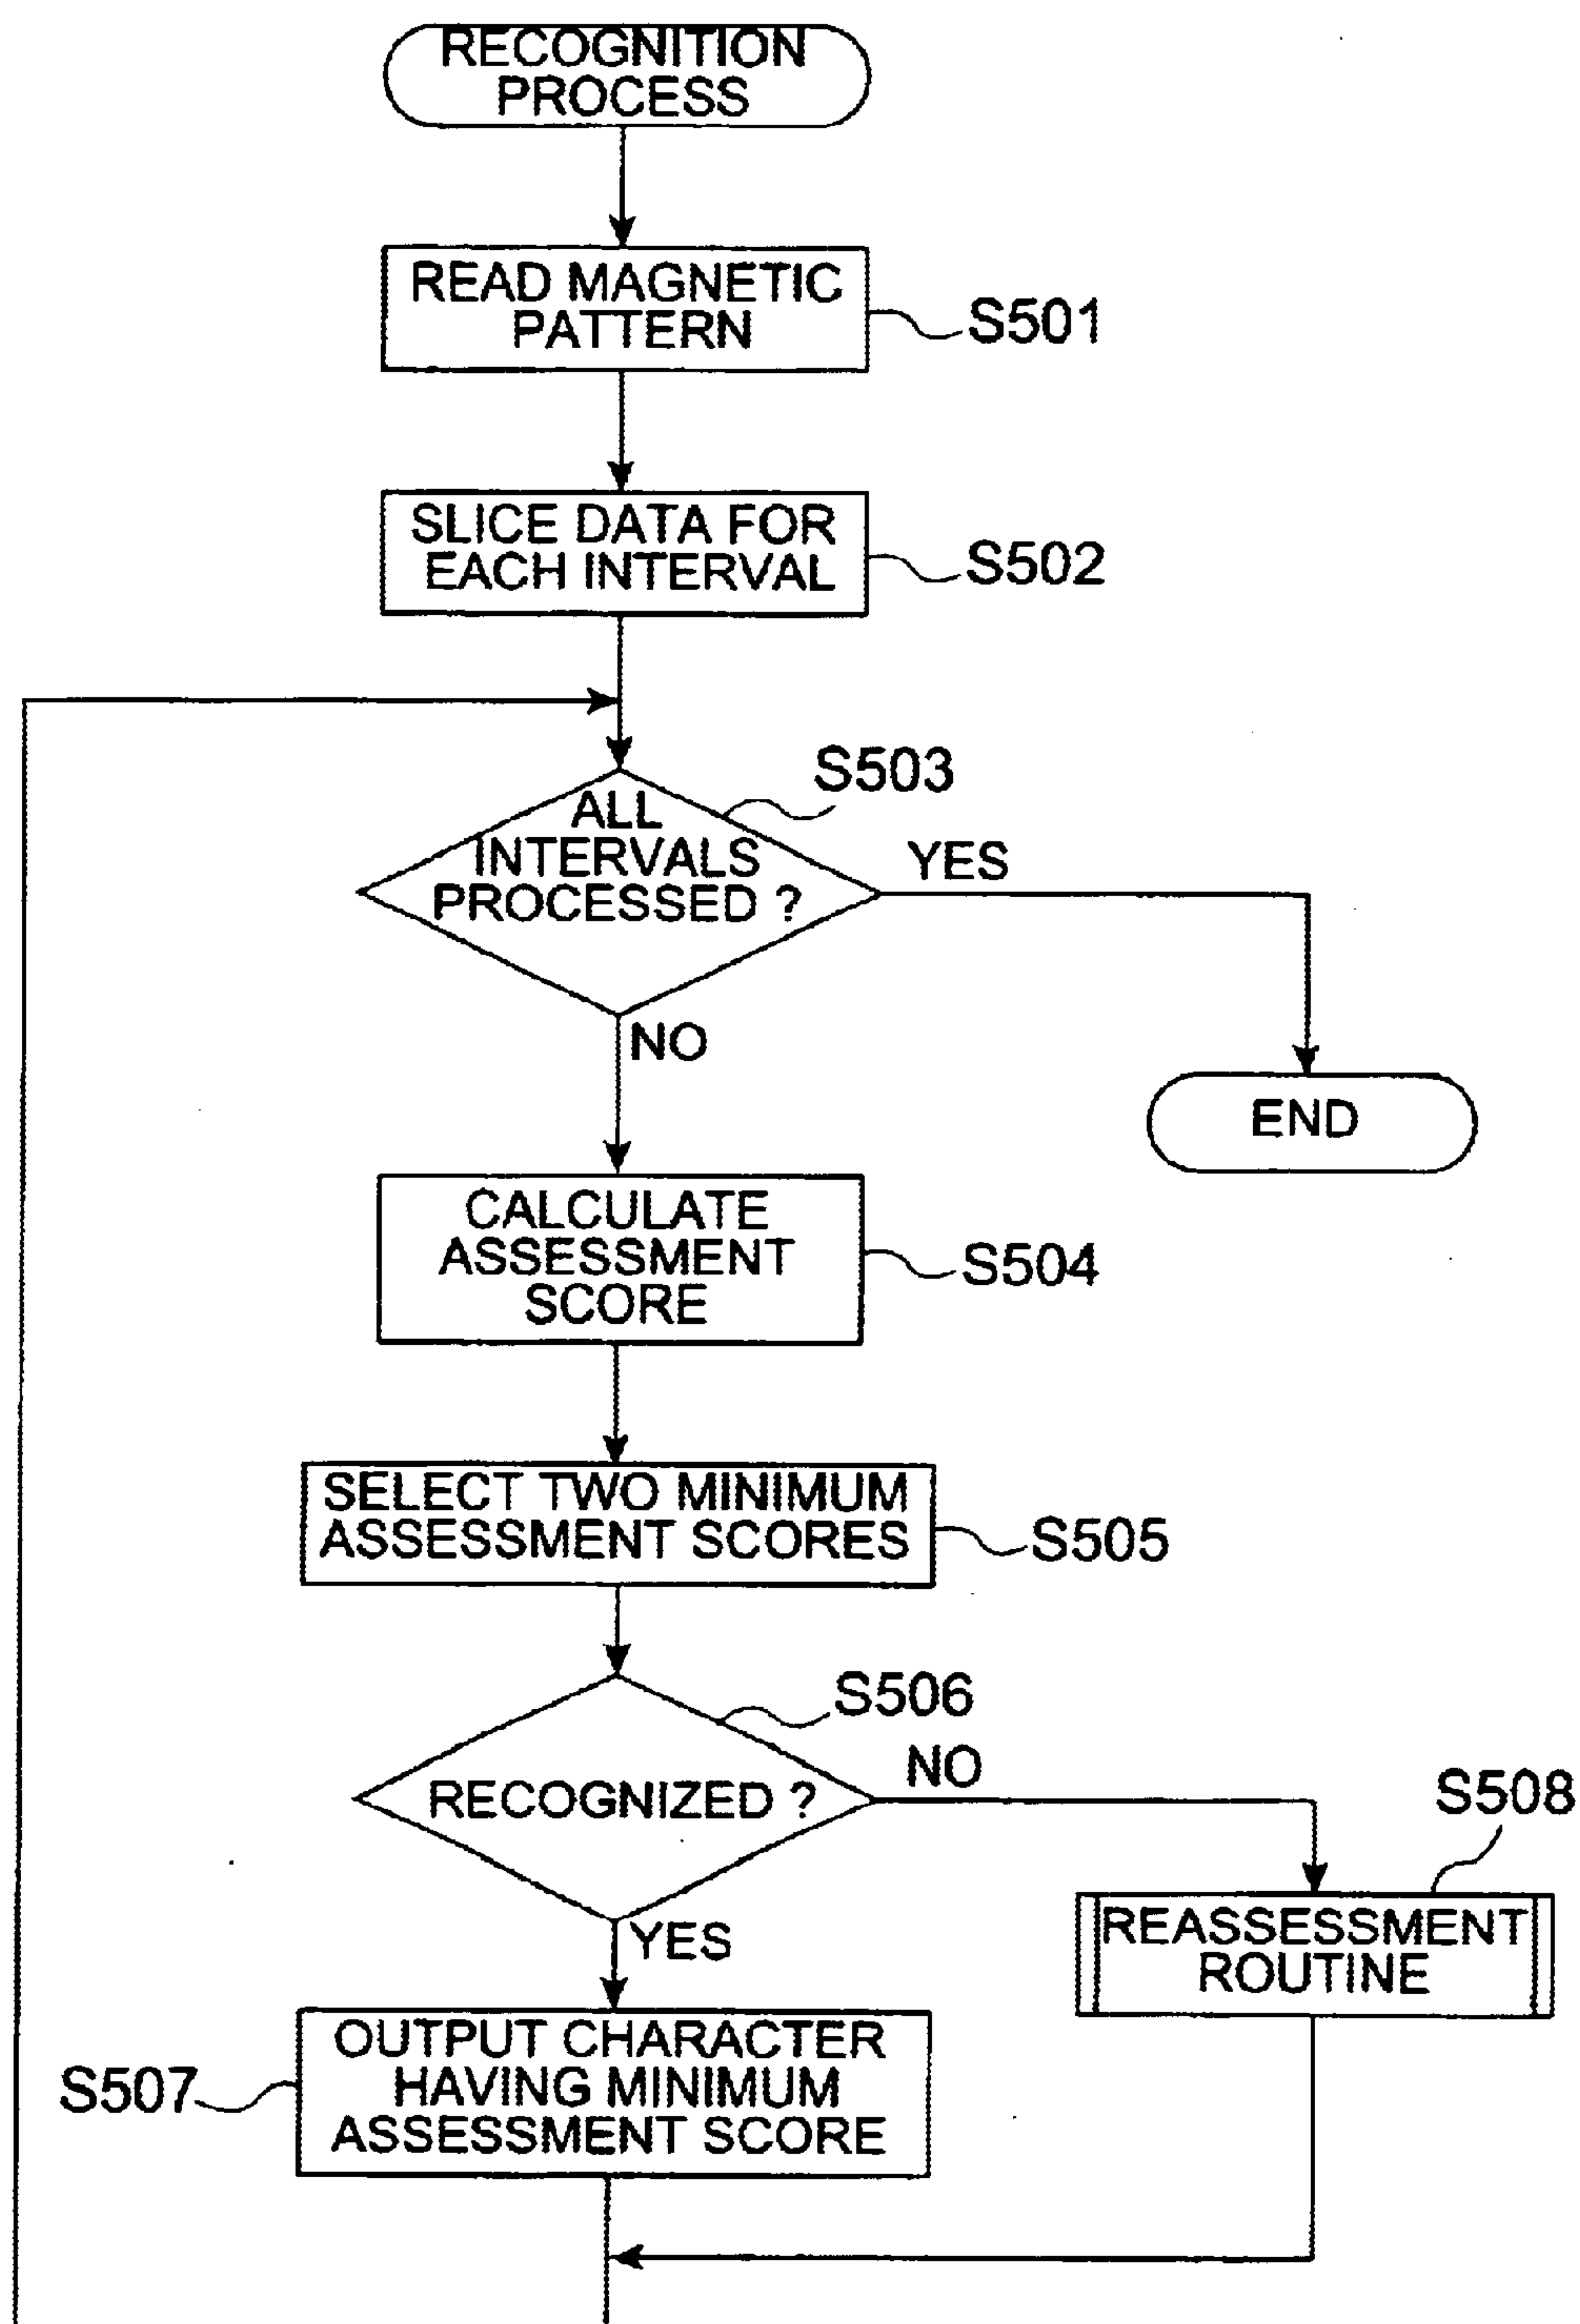 RECOGNITION
PROCESS
READ MAGNETIC
PATTERN
S501
SLICE DATA FOR
EACH INTERVAL
S502
S503
ALL
INTERVALS
PROCESSED ?
YES
NO
END
CALCULATE
ASSESSMENT
SCORE
S504
SELECT TWO MINIMUM
ASSESSMENT SCORES
S505
S506
RECOGNIZED ?
NO
S508
YES
REASSESSMENT
ROUTINE
OUTPUT CHARACTER
HAVING MINIMUM
ASSESSMENT SCORE
S507